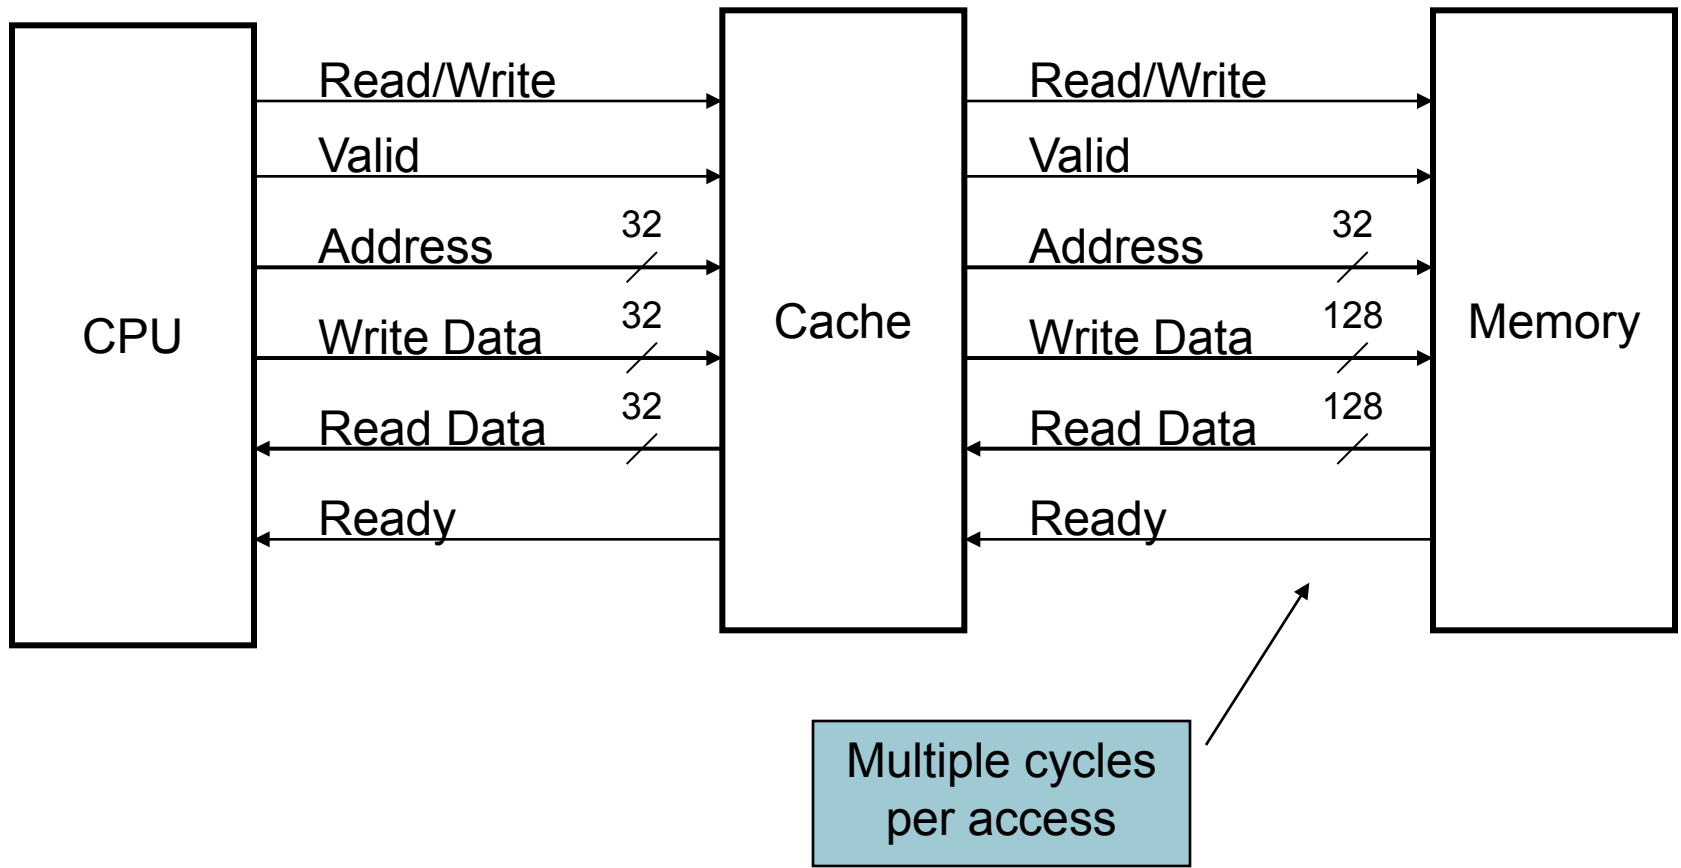 CPU
Read/Write
Valid
Address
32
Write Data
32
Read Data
32
Ready
Cache
Read/Write
Valid
Address
32
Write Data
128
Read Data
128
Ready
Memory
Multiple cycles
per access